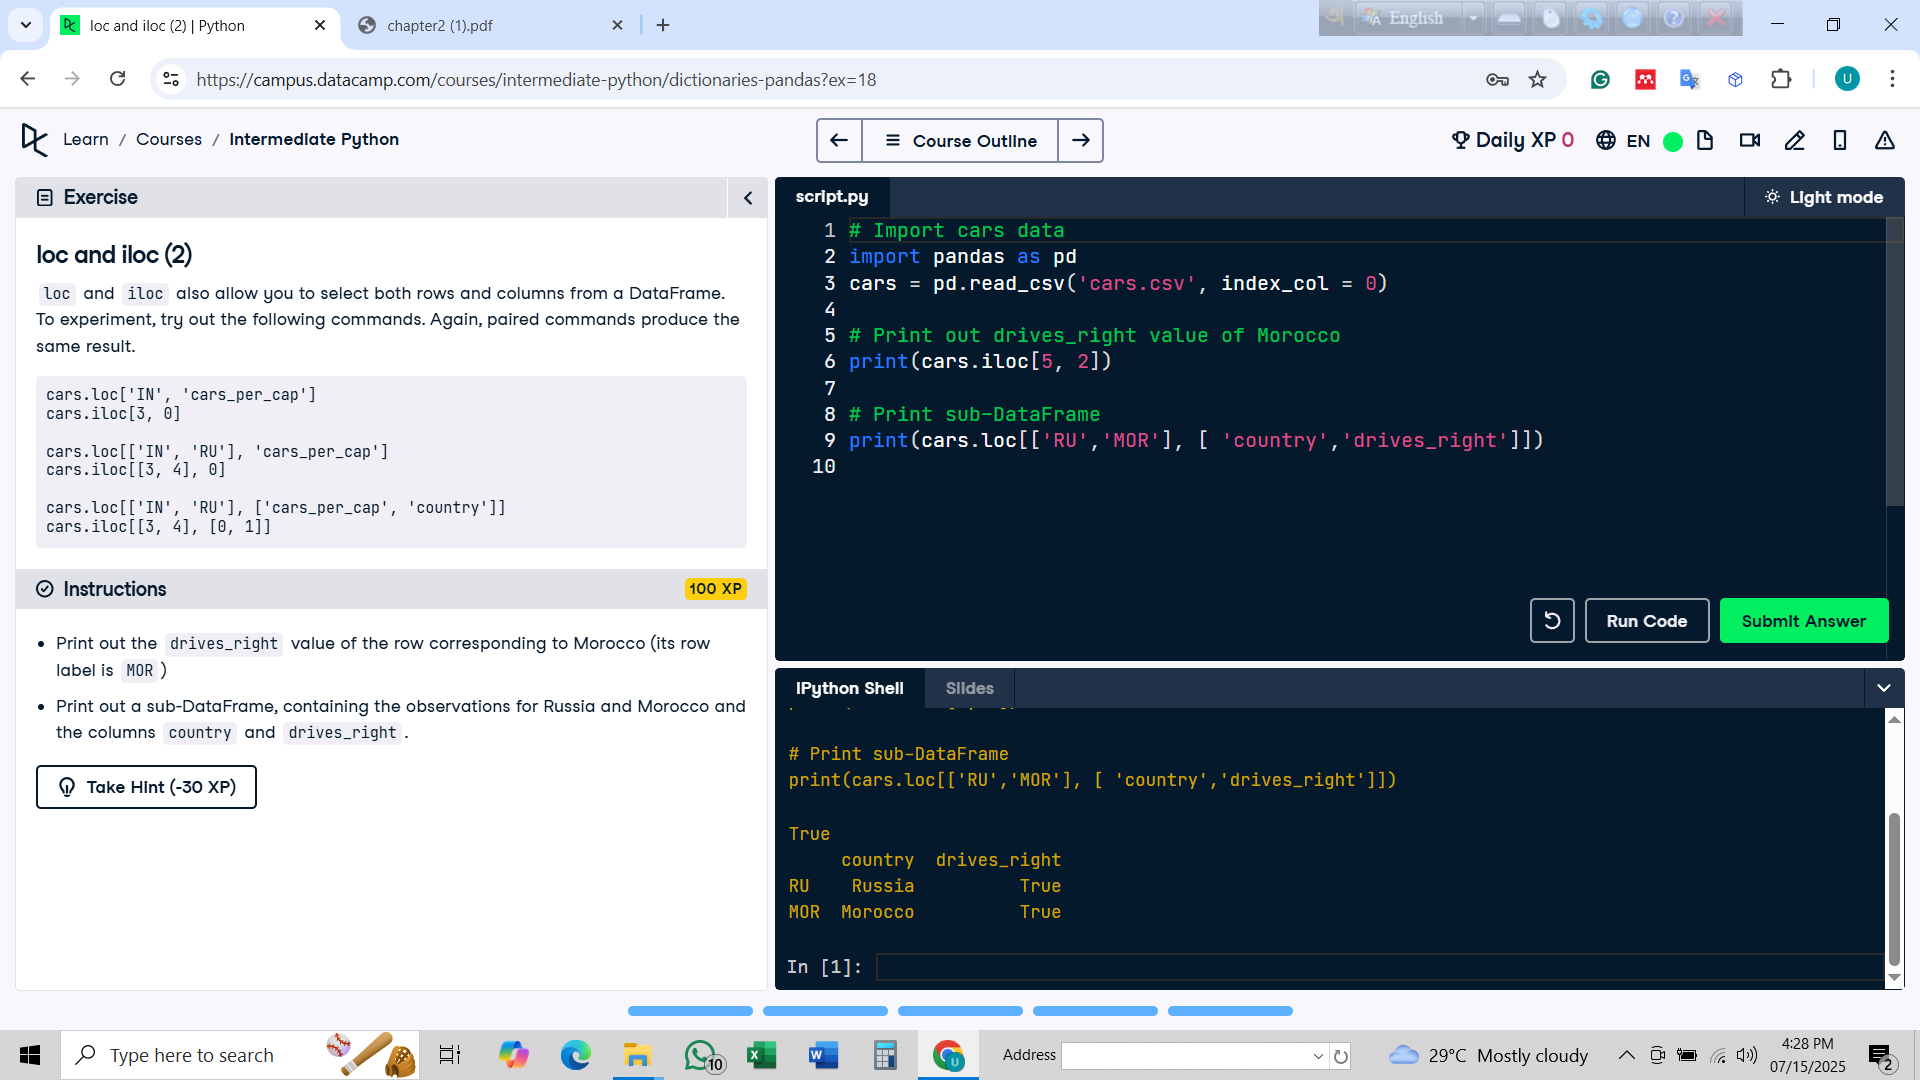 loc and iloc (2) | Python
chapter2 (1).pdf
English
https://campus.datacamp.com/courses/intermediate-python/dictionaries-pandas?ex=18
U
Learn / Courses / Intermediate Python
Course Outline
Daily XP 0
EN
Exercise
loc and iloc (2)
loc and iloc also allow you to select both rows and columns from a DataFrame.
To experiment, try out the following commands. Again, paired commands produce the
same result.
cars.loc['IN', 'cars_per_cap']
cars.iloc[3, 0]
cars.loc[['IN', 'RU'], 'cars_per_cap']
cars.iloc[[3, 4], 0]
cars.loc[['IN', 'RU'], ['cars_per_cap', 'country']]
cars.iloc[[3, 4], [0, 1]]
Instructions
100 XP
Print out the drives_right value of the row corresponding to Morocco (its row
label is MOR )
Print out a sub-DataFrame, containing the observations for Russia and Morocco and
the columns country and drives_right .
Take Hint (-30 XP)
script.py
Light mode
1 # Import cars data
2 import pandas as pd
3 cars = pd.read_csv('cars.csv', index_col = 0)
4
5 # Print out drives_right value of Morocco
6 print(cars.iloc[5, 2])
7
8 # Print sub-DataFrame
9 print(cars.loc[['RU','MOR'], [ 'country','drives_right']])
10
Run Code
Submit Answer
IPython Shell
Slides
# Print sub-DataFrame
print(cars.loc[['RU','MOR'], [ 'country','drives_right']])
True
country drives_right
RU Russia True
MOR Morocco True
In [1]:
Type here to search
10
Address
29°C Mostly cloudy
4:28 PM
07/15/2025
2